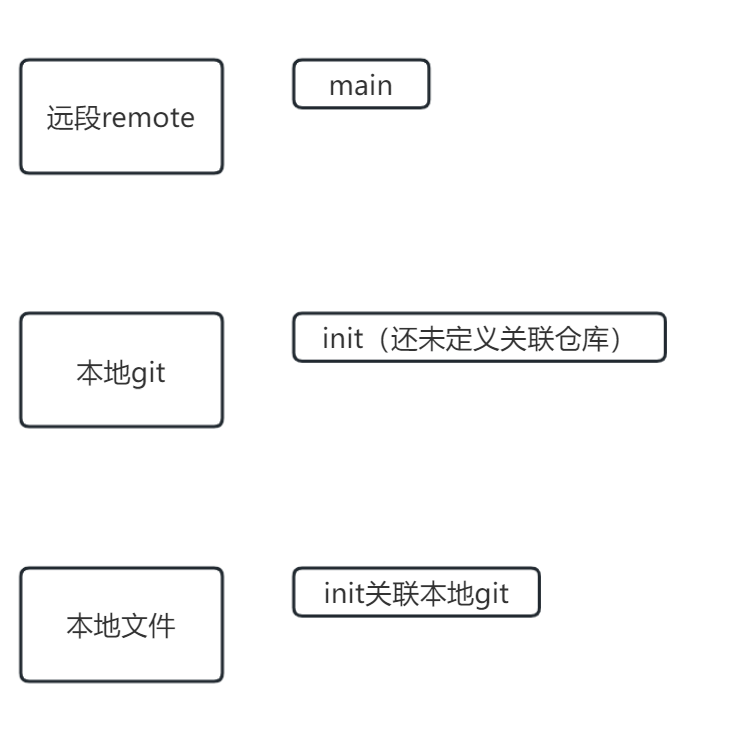 远段remote
main
本地git
init（还未定义关联仓库）
本地文件
init关联本地git